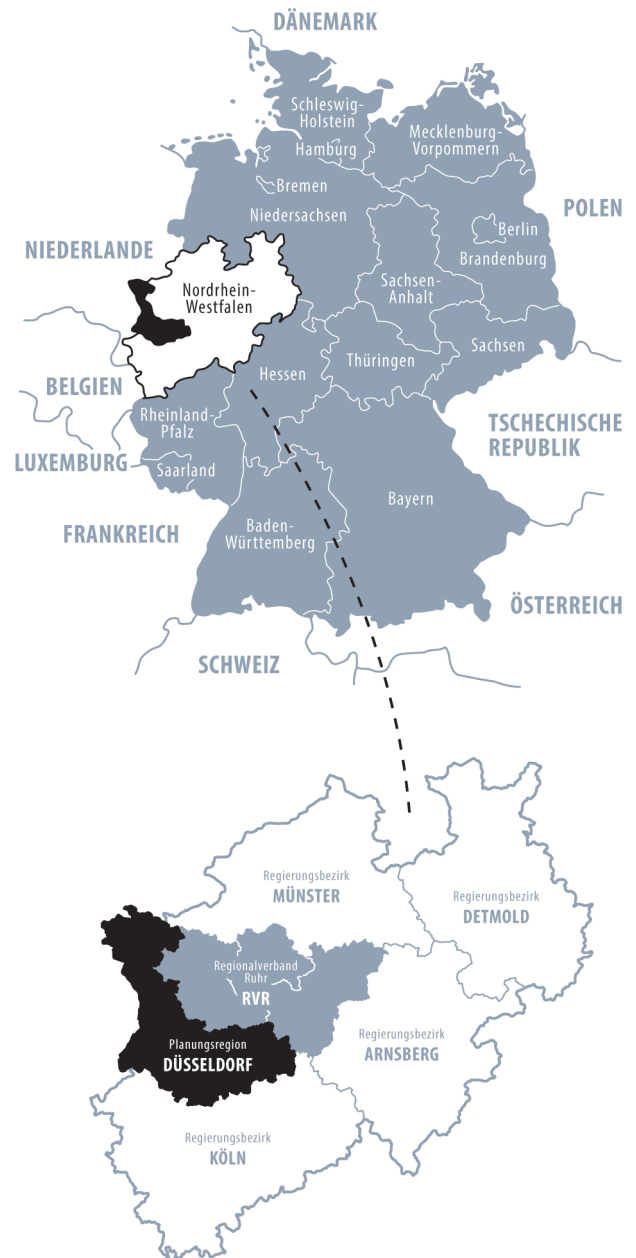 DÄNEMARK
Schleswig-
Holstein
Hamburg
Mecklenburg-
Vorpommern
Bremen
Niedersachsen
POLEN
Berlin
Brandenburg
NIEDERLANDE
Nordrhein-
Westfalen
Sachsen-
Anhalt
Sachsen
Thüringen
Hessen
BELGIEN
Rheinland-
Pfalz
TSCHECHISCHE
REPUBLIK
LUXEMBURG
Saarland
Bayern
FRANKREICH
Baden-
Württemberg
ÖSTERREICH
SCHWEIZ
Regierungsbezirk
MÜNSTER
Regierungsbezirk
DETMOLD
Regionalverband
Ruhr
RVR
Planungsregion
DÜSSELDORF
Regierungsbezirk
ARNSBERG
Regierungsbezirk
KÖLN